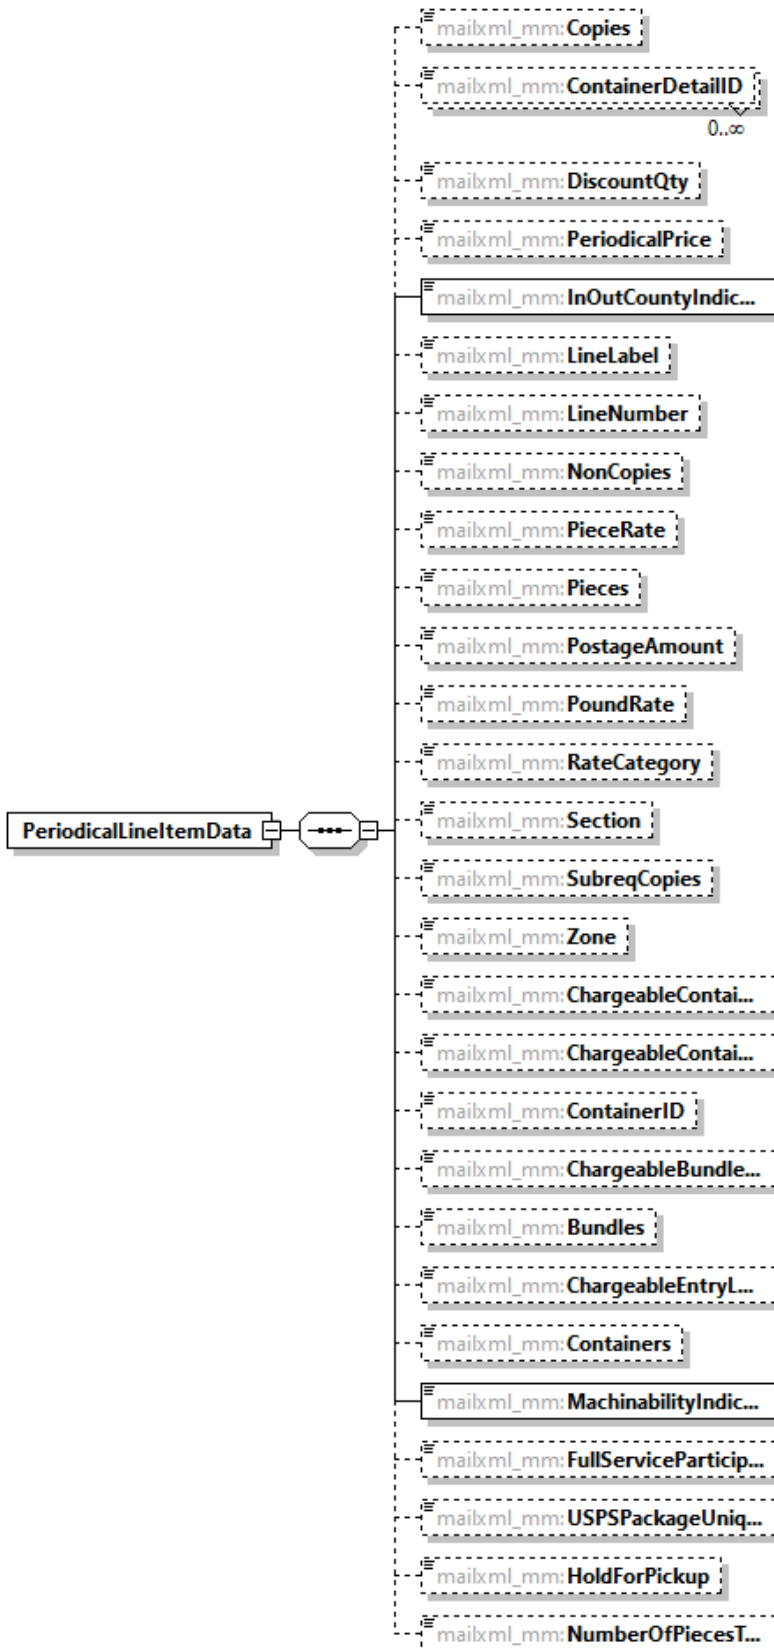 mailxml_mm:Copies
mailxml_mm:ContainerDetailID
0..∞
mailxml_mm:DiscountQty
mailxml_mm:PeriodicalPrice
mailxml_mm:InOutCountyIndic...
mailxml_mm:LineLabel
mailxml_mm:LineNumber
mailxml_mm:NonCopies
mailxml_mm:PieceRate
mailxml_mm:Pieces
mailxml_mm:PostageAmount
mailxml_mm:PoundRate
mailxml_mm:RateCategory
mailxml_mm:Section
PeriodicalLineItemData
mailxml_mm:SubreqCopies
mailxml_mm:Zone
mailxml_mm:ChargeableContai...
mailxml_mm:ChargeableContai...
mailxml_mm:ContainerID
mailxml_mm:ChargeableBundle...
mailxml_mm:Bundles
mailxml_mm:ChargeableEntryL...
mailxml_mm:Containers
mailxml_mm:MachinabilityIndic...
mailxml_mm:FullServiceParticip...
mailxml_mm:USPSPackageUniq...
mailxml_mm:HoldForPickup
mailxml_mm:NumberOfPiecesT...